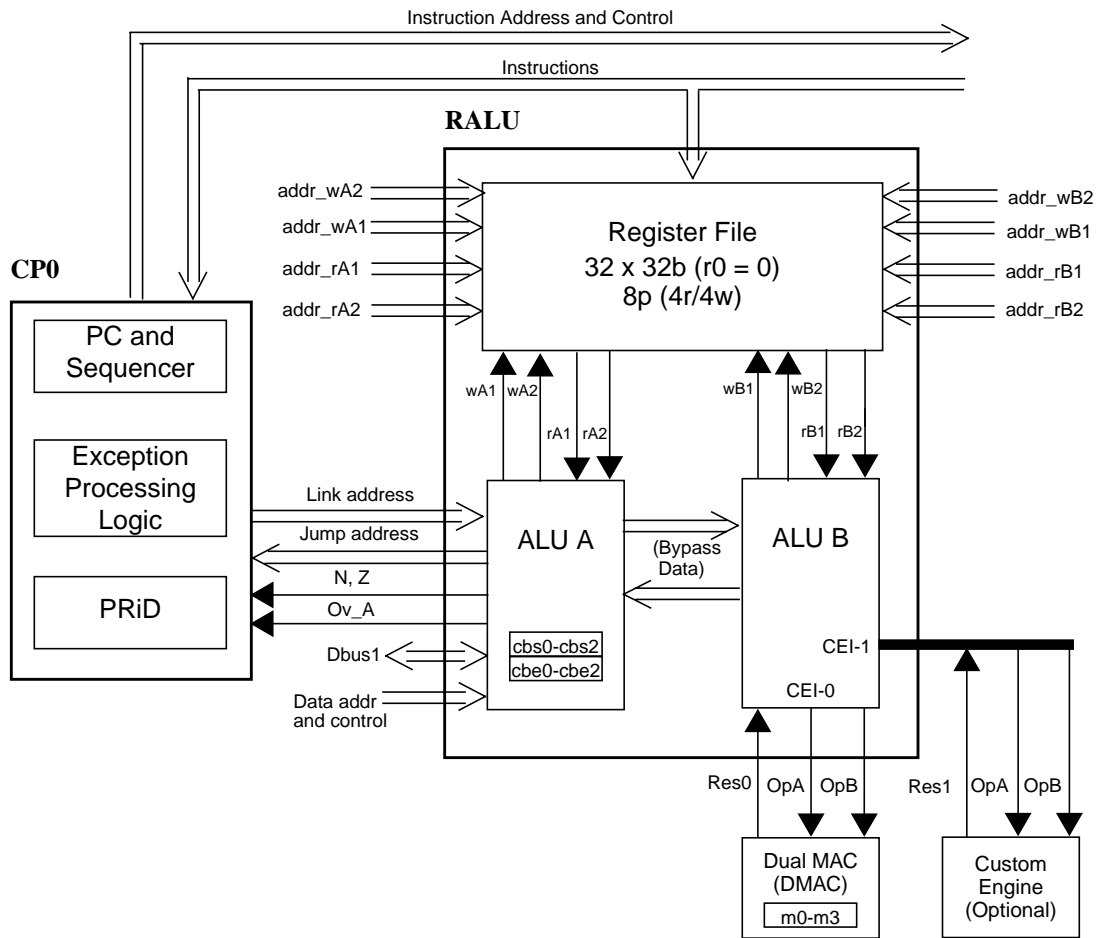 Instruction Address and Control
Instructions
RALU
addr_wA2
addr_wA1
addr_rA1
addr_rA2
Register File
32 x 32b (r0 = 0)
8p (4r/4w)
addr_wB2
addr_wB1
addr_rB1
addr_rB2
CP0
PC and
Sequencer
Exception
Processing
Logic
PRiD
wA1
wA2
rA1
rA2
wB1
wB2
rB1
rB2
Link address
Jump address
N, Z
Ov_A
Dbus1
Data addr
and control
ALU A
cbs0-cbs2
cbe0-cbe2
(Bypass
Data)
ALU B
CEI-1
CEI-0
Res0
OpA
OpB
Res1
OpA
OpB
Dual MAC
(DMAC)
m0-m3
Custom
Engine
(Optional)